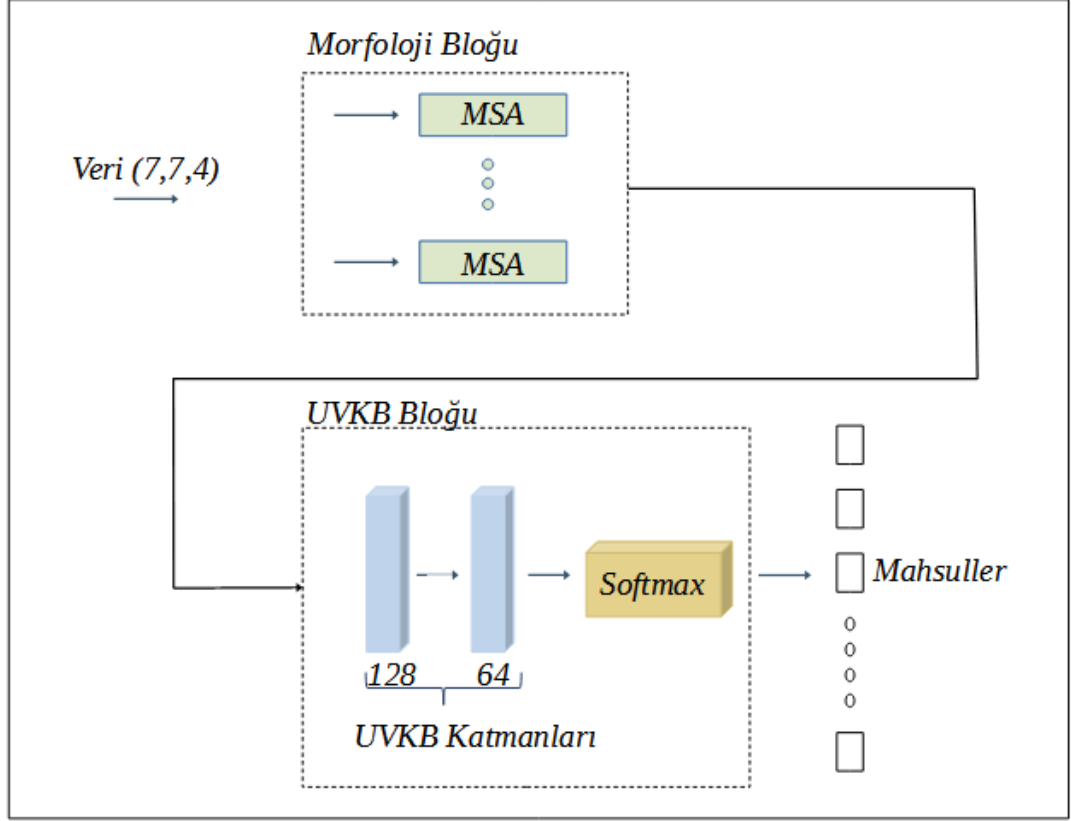 Morfoloji Bloğu
MSA
Veri (7,7,4)
MSA
UVKB Bloğu
Softmax
Mahsuller
128
64
UVKB Katmanları